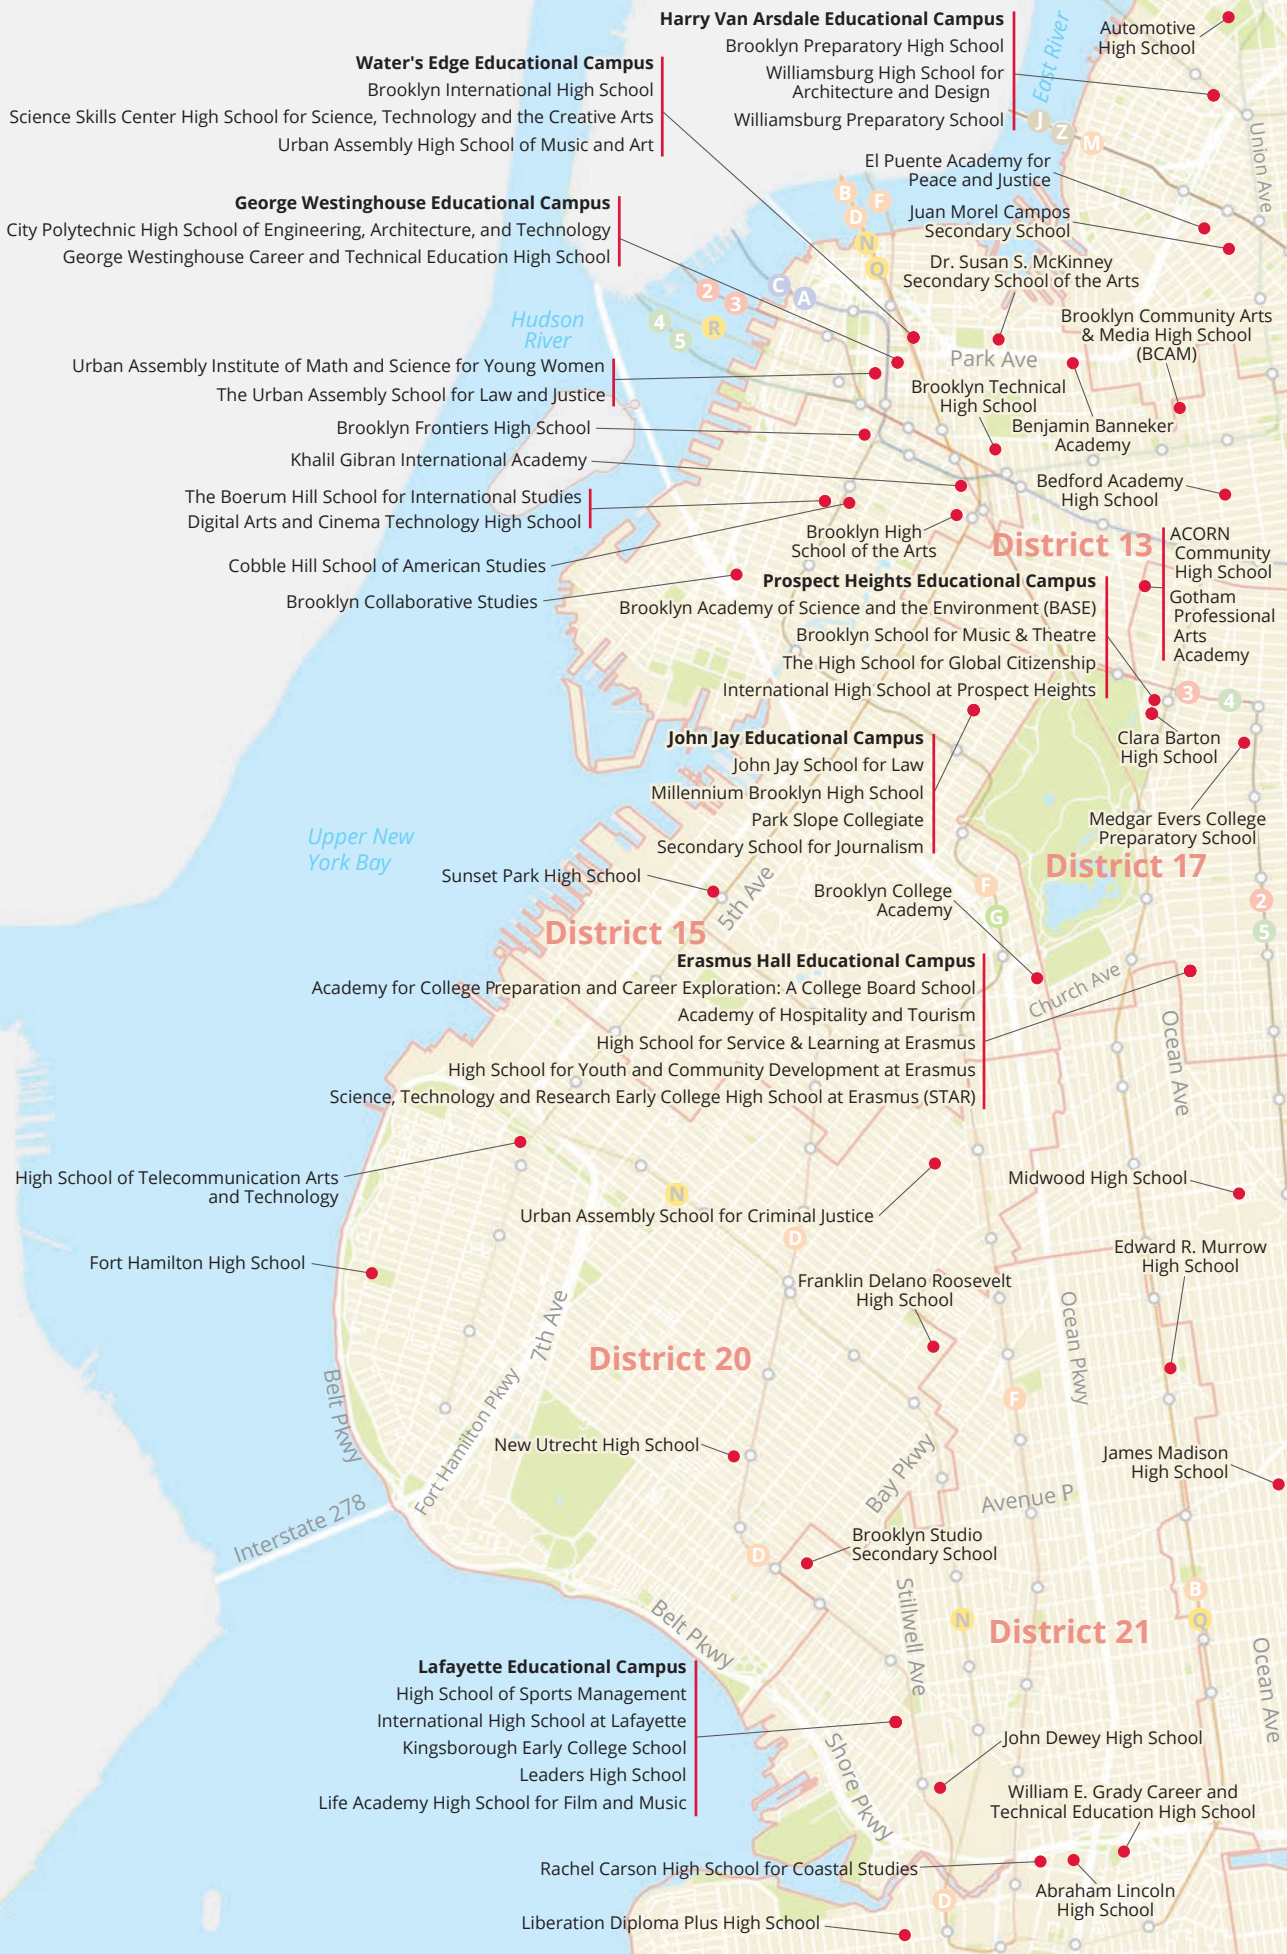 Harry Van Arsdale Educational Campus
Brooklyn Preparatory High School
Williamsburg High School for
Architecture and Design
Williamsburg Preparatory School
East River
Automotive
High School
Water's Edge Educational Campus
Brooklyn International High School
Science Skills Center High School for Science, Technology and the Creative Arts
Urban Assembly High School of Music and Art
J
Z
M
Union Ave
El Puente Academy for
Peace and Justice
George Westinghouse Educational Campus
City Polytechnic High School of Engineering, Architecture, and Technology
George Westinghouse Career and Technical Education High School
B
F
D
N
Q
Juan Morel Campos
Secondary School
Dr. Susan S. McKinney
Secondary School of the Arts
2
3
C
A
4
5
R
Hudson
River
Brooklyn Community Arts
& Media High School
(BCAM)
Park Ave
Urban Assembly Institute of Math and Science for Young Women
The Urban Assembly School for Law and Justice
Brooklyn Technical
High School
Benjamin Banneker
Academy
Brooklyn Frontiers High School
Khalil Gibran International Academy
Bedford Academy
High School
The Boerum Hill School for International Studies
Digital Arts and Cinema Technology High School
Brooklyn High
School of the Arts
District 13
ACORN
Community
High School
Gotham
Professional
Arts
Academy
Cobble Hill School of American Studies
Brooklyn Collaborative Studies
Prospect Heights Educational Campus
Brooklyn Academy of Science and the Environment (BASE)
Brooklyn School for Music & Theatre
The High School for Global Citizenship
International High School at Prospect Heights
3
4
Clara Barton
High School
John Jay Educational Campus
John Jay School for Law
Millennium Brooklyn High School
Park Slope Collegiate
Secondary School for Journalism
Medgar Evers College
Preparatory School
Upper New
York Bay
District 17
Sunset Park High School
5th Ave
Brooklyn College
Academy
F
G
2
5
District 15
Erasmus Hall Educational Campus
Academy for College Preparation and Career Exploration: A College Board School
Academy of Hospitality and Tourism
High School for Service & Learning at Erasmus
High School for Youth and Community Development at Erasmus
Science, Technology and Research Early College High School at Erasmus (STAR)
Church Ave
Ocean Ave
High School of Telecommunication Arts
and Technology
N
Urban Assembly School for Criminal Justice
Midwood High School
D
Fort Hamilton High School
Edward R. Murrow
High School
Franklin Delano Roosevelt
High School
7th Ave
Ocean Pkwy
District 20
Belt Pkwy
Fort Hamilton Pkwy
F
New Utrecht High School
Bay Pkwy
James Madison
High School
Avenue P
Interstate 278
Brooklyn Studio
Secondary School
D
Stillwell Ave
B
Q
N
District 21
Belt Pkwy
Ocean Ave
Lafayette Educational Campus
High School of Sports Management
International High School at Lafayette
Kingsborough Early College School
Leaders High School
Life Academy High School for Film and Music
Shore Pkwy
John Dewey High School
William E. Grady Career and
Technical Education High School
Rachel Carson High School for Coastal Studies
Abraham Lincoln
High School
D
Liberation Diploma Plus High School